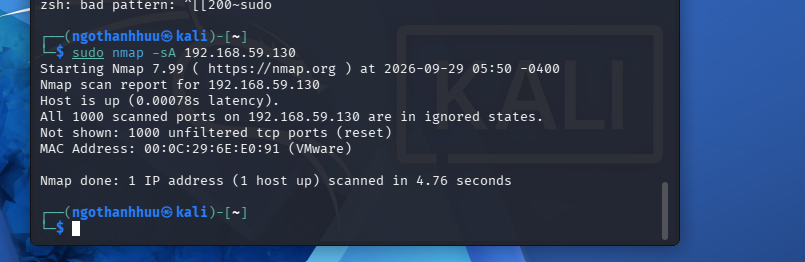 zsh: bad pattern: ^[[200~sudo
┌──(ngothanhhuu㉿kali)-[~]
└─$ sudo nmap -sA 192.168.59.130
Starting Nmap 7.99 ( https://nmap.org ) at 2026-09-29 05:50 -0400
Nmap scan report for 192.168.59.130
Host is up (0.00078s latency).
All 1000 scanned ports on 192.168.59.130 are in ignored states.
Not shown: 1000 unfiltered tcp ports (reset)
MAC Address: 00:0C:29:6E:E0:91 (VMware)
Nmap done: 1 IP address (1 host up) scanned in 4.76 seconds
┌──(ngothanhhuu㉿kali)-[~]
└─$
KALI